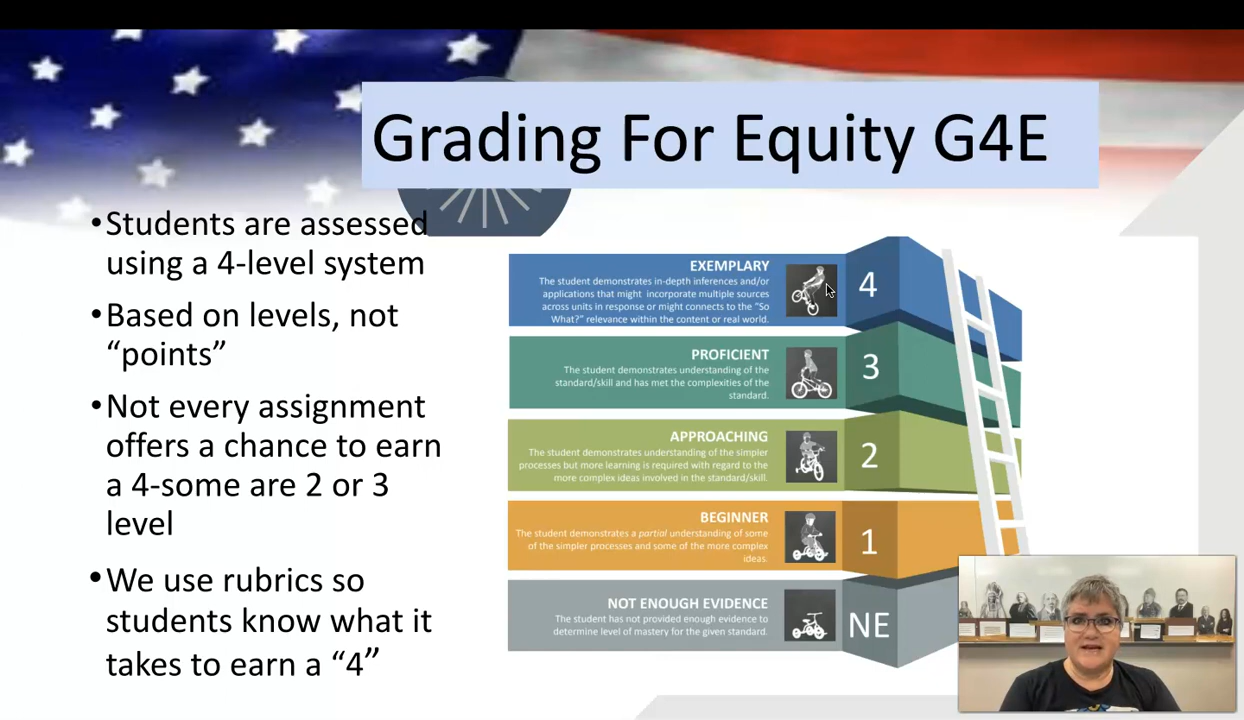 Grading For Equity G4E
•Students are assessed
using a 4-level system
•Based on levels, not
“points”
•Not every assignment
offers a chance to earn
a 4-some are 2 or 3
level
•We use rubrics so
students know what it
takes to earn a “4”
EXEMPLARY
The student demonstrates in-depth inferences and/or
applications that might incorporate multiple sources
across units in response or might connects to the “So
What?” relevance within the content or real world.
4
PROFICIENT
The student demonstrates understanding of the
standard/skill and has met the complexities of the
standard.
3
APPROACHING
The student demonstrates understanding of the simpler
processes but more learning is required with regard to the
more complex ideas involved in the standard/skill.
2
BEGINNER
The student demonstrates a partial understanding of some
of the simpler processes and some of the more complex
ideas.
1
NOT ENOUGH EVIDENCE
The student has not provided enough evidence to
determine level of mastery for the given standard.
NE